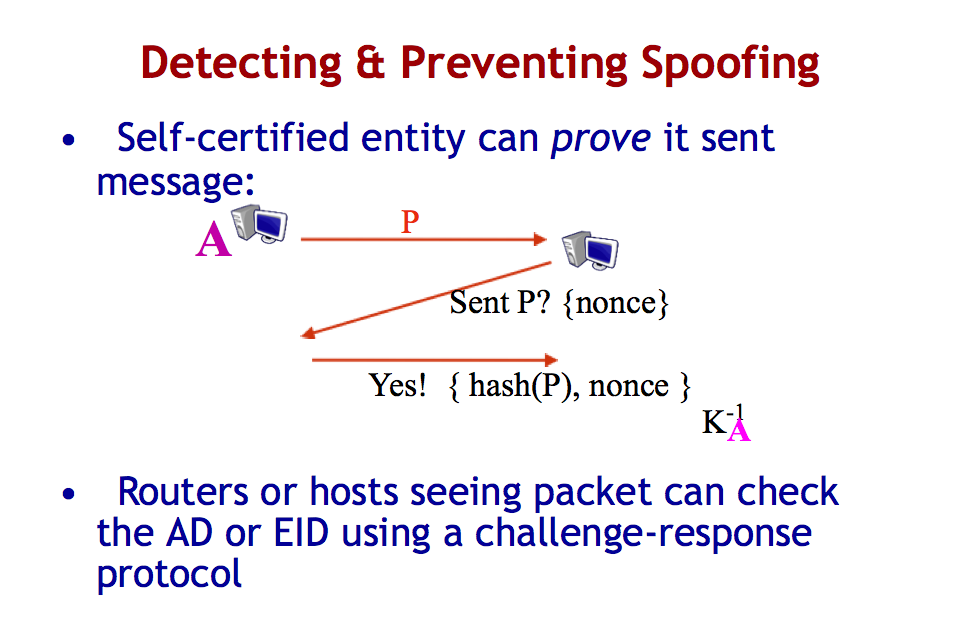 Detecting & Preventing Spoofing
• Self-certified entity can prove it sent
message:
A
P
Sent P? {nonce}
Yes! { hash(P), nonce }
K-1
A
• Routers or hosts seeing packet can check
the AD or EID using a challenge-response
protocol